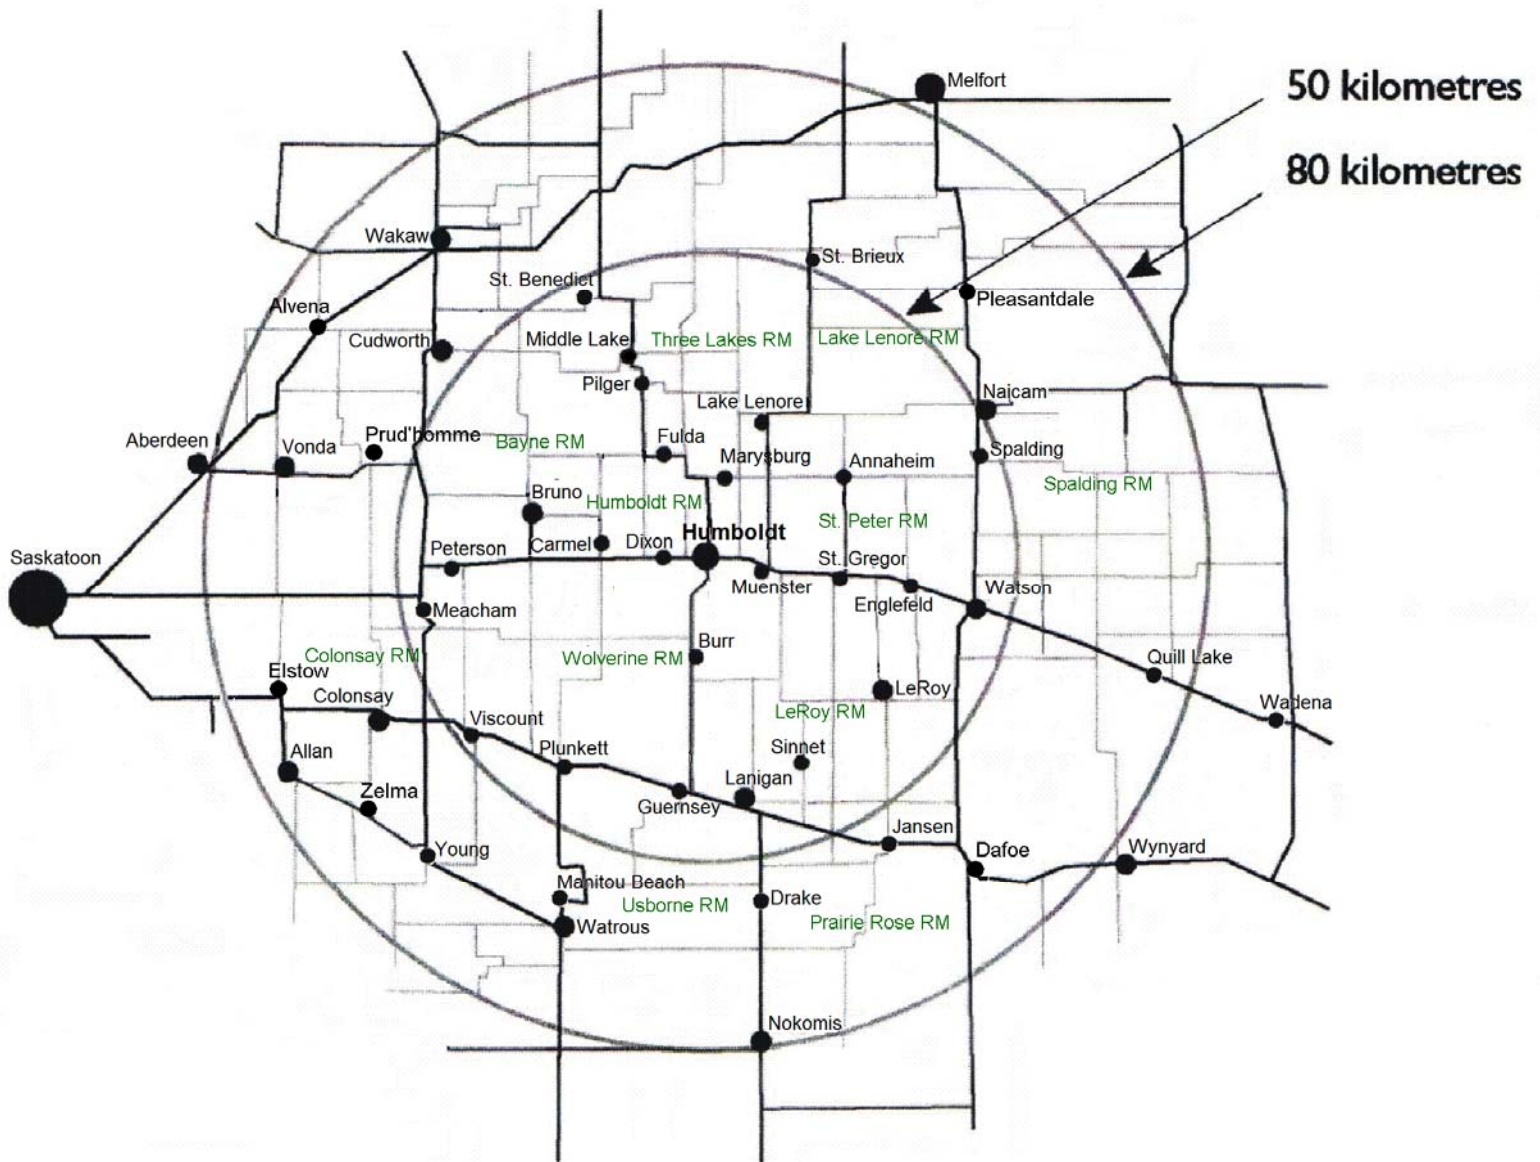 Melfort
50 kilometres
80 kilometres
Wakaw
St. Brieux
St. Benedict
Pleasantdale
Alvena
Cudworth
Middle Lake
Three Lakes RM
Lake Lenore RM
Pilger
Naicam
Lake Lenore
Aberdeen
Vonda
Prud'homme
Bayne RM
Fulda
Marysburg
Annaheim
Spalding
Spalding RM
Bruno
Humboldt RM
St. Peter RM
Saskatoon
Peterson
Carmel
Dixon
Humboldt
St. Gregor
Muenster
Englefeld
Watson
Meacham
Colonsay RM
Wolverine RM
Burr
Quill Lake
Elstow
Colonsay
LeRoy
Wadena
LeRoy RM
Viscount
Allan
Plunkett
Sinnet
Zelma
Lanigan
Guernsey
Jansen
Young
Dafoe
Wynyard
Manitou Beach
Usborne RM
Drake
Watrous
Prairie Rose RM
Nokomis